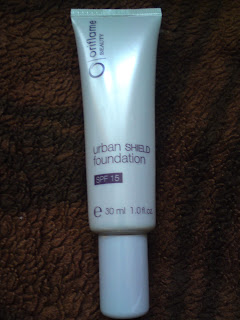 oriflame
BEAUTY
urban SHIELD
foundation
SPF 15
e 30 ml 1.0 fl.oz.